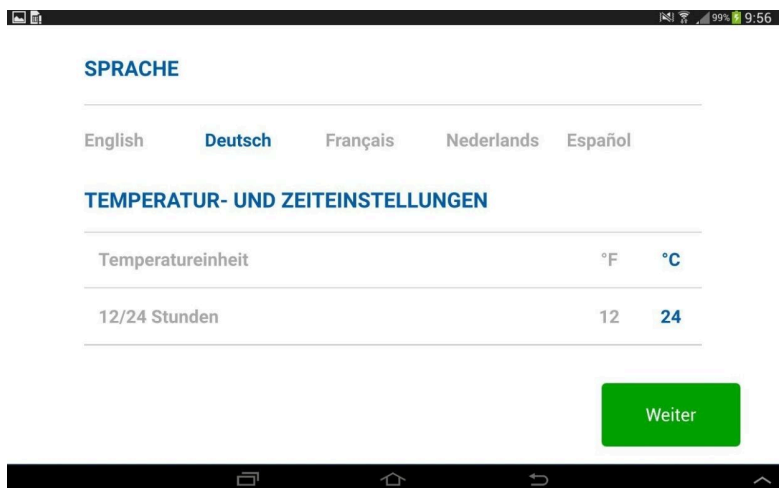 99% 9:56
SPRACHE
English Deutsch Français Nederlands Español
TEMPERATUR- UND ZEITEINSTELLUNGEN
Temperatureinheit °F °C
12/24 Stunden 12 24
Weiter